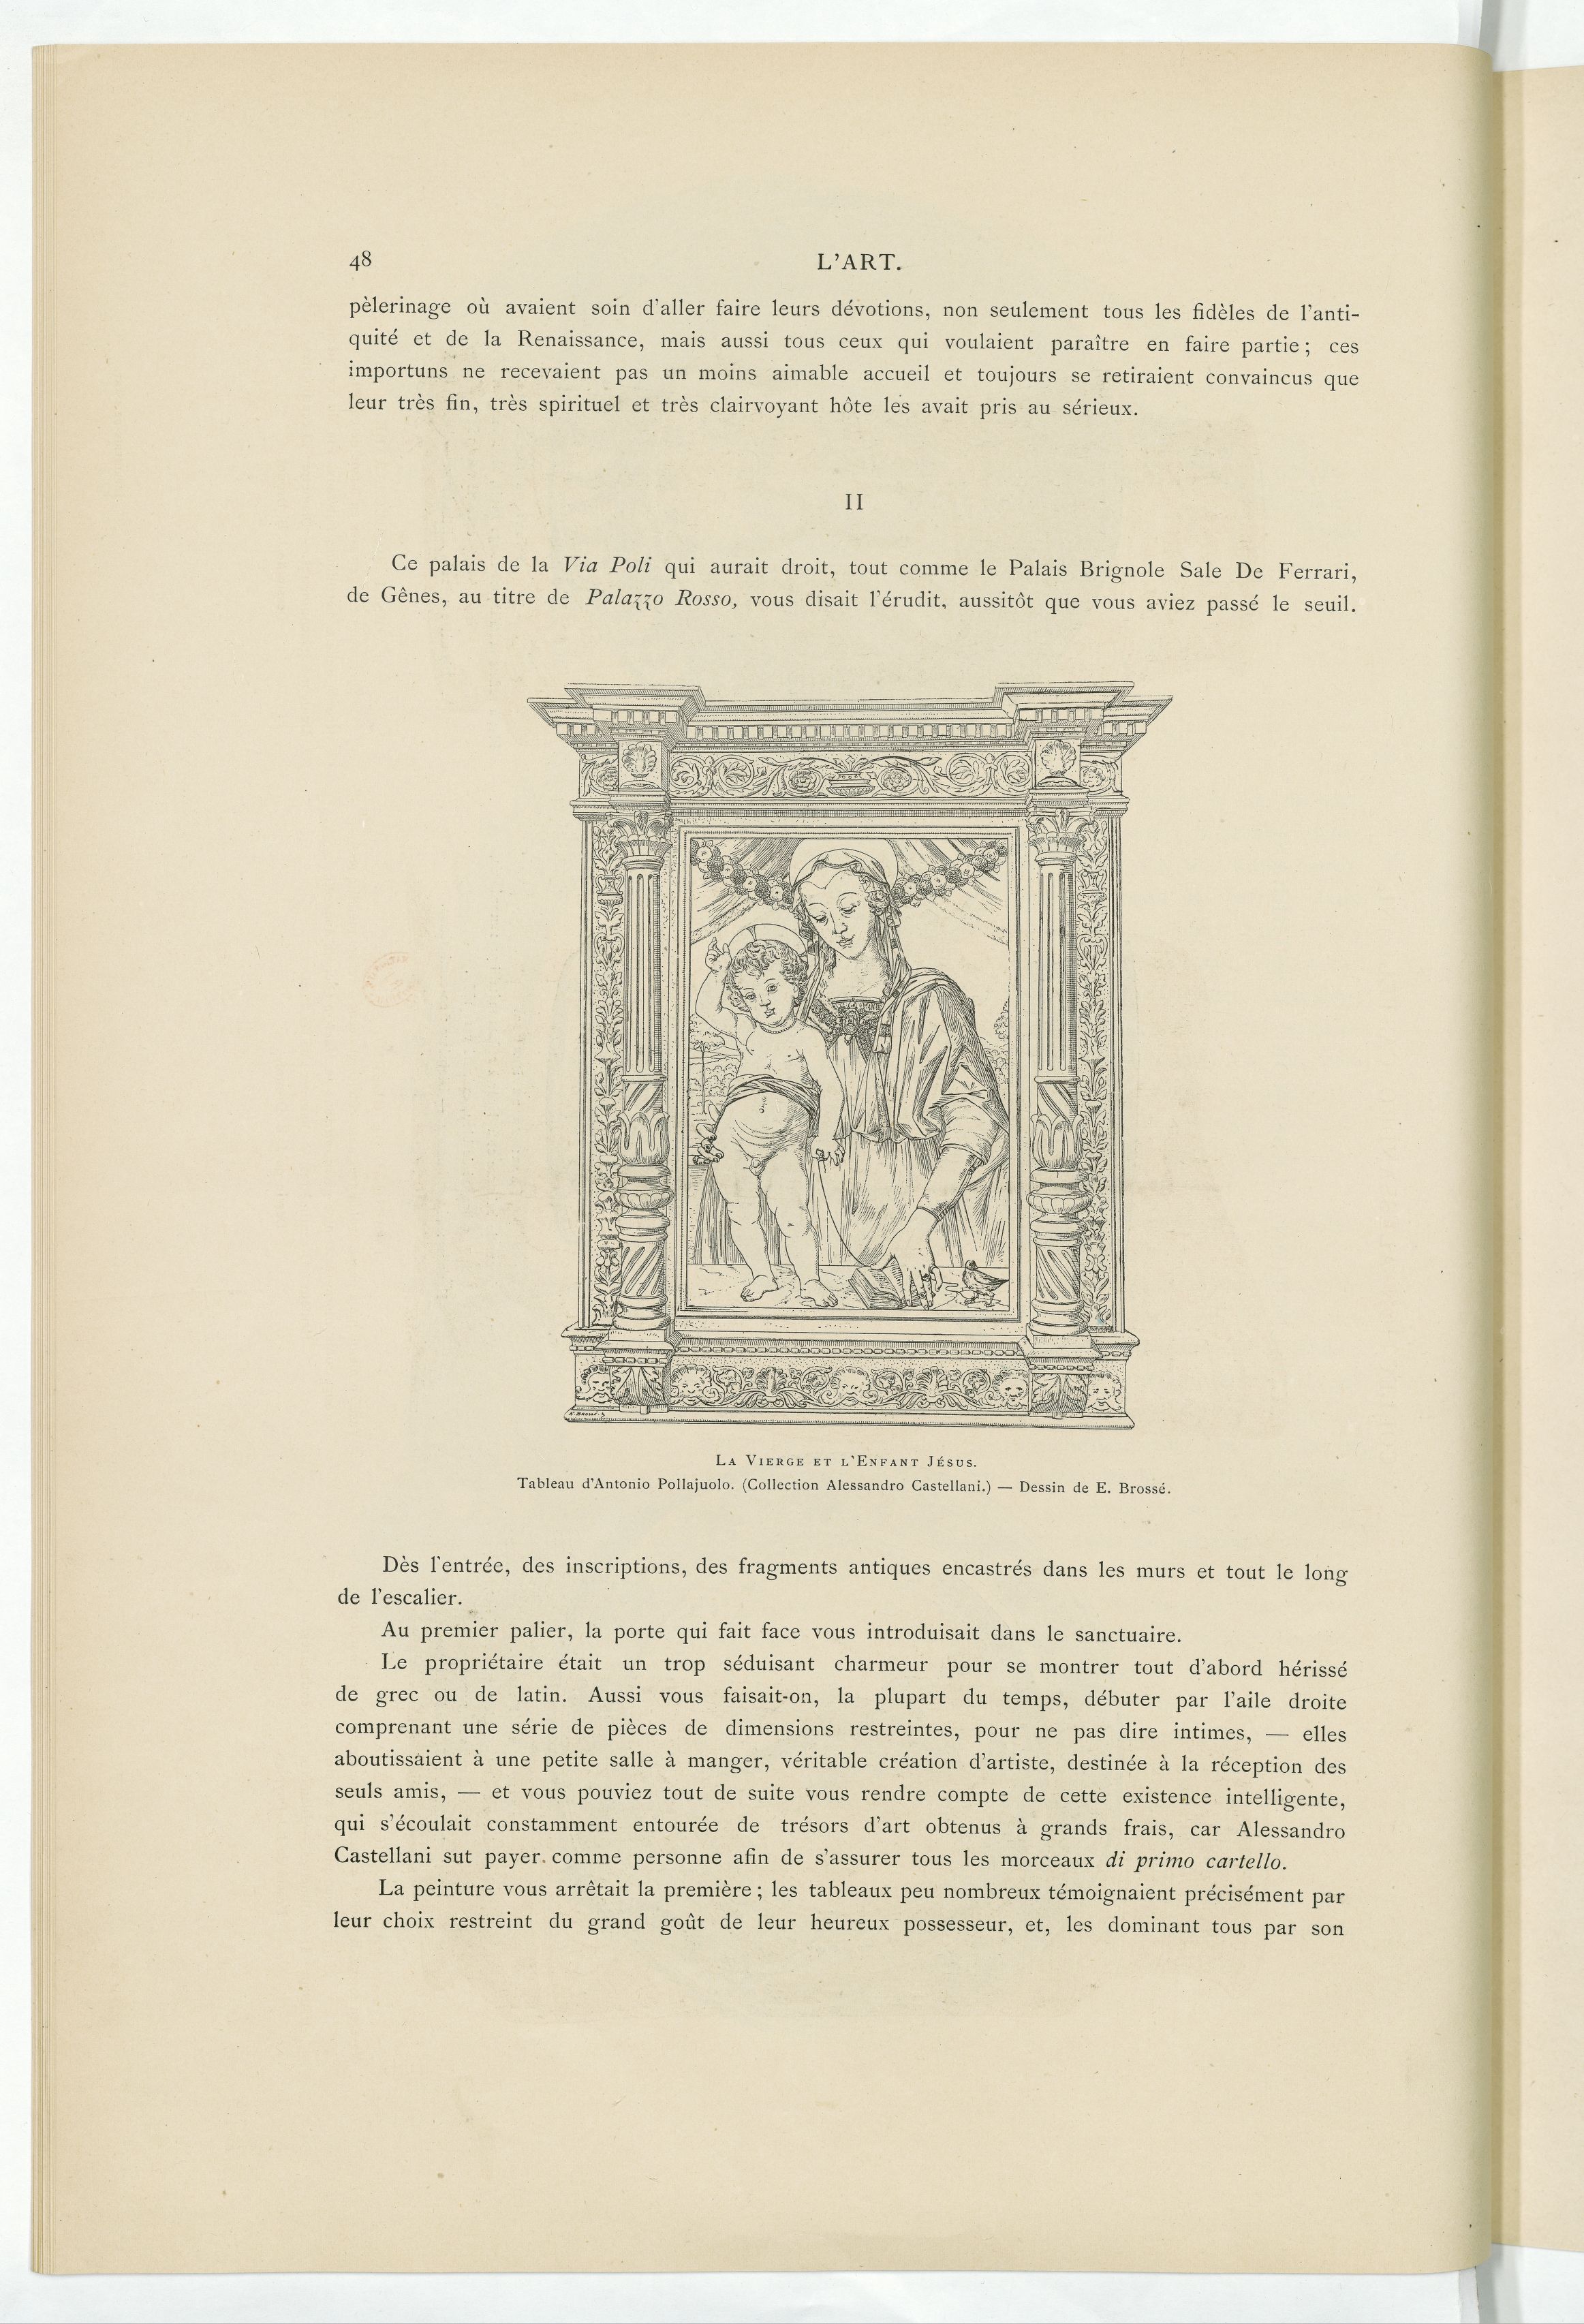 48
L'ART.
pèlerinage où avaient soin d'aller faire leurs dévotions, non seulement tous les fidèles de l'anti-
quité et de la Renaissance, mais aussi tous ceux qui voulaient paraître en faire partie; ces
importuns ne recevaient pas un moins aimable accueil et toujours se retiraient convaincus que
leur très fin, très spirituel et très clairvoyant hôte les avait pris au sérieux.
II
Ce palais de la Via Poli qui aurait droit, tout comme le Palais Brignole Sale De Ferrari,
de Gênes, au titre de Palazzo Rosso, vous disait l'érudit, aussitôt que vous aviez passé le seuil.
LA VIERGE ET L'ENFANT JÉSUS.
Tableau d'Antonio Pollajuolo. (Collection Alessandro Castellani.) — Dessin de E. Brossé.
Dès l'entrée, des inscriptions, des fragments antiques encastrés dans les murs et tout le long
de l'escalier.
Au premier palier, la porte qui fait face vous introduisait dans le sanctuaire.
Le propriétaire était un trop séduisant charmeur pour se montrer tout d'abord hérissé
de grec ou de latin. Aussi vous faisait-on, la plupart du temps, débuter par l'aile droite
comprenant une série de pièces de dimensions restreintes, pour ne pas dire intimes, — elles
aboutissaient à une petite salle à manger, véritable création d'artiste, destinée à la réception des
seuls amis, — et vous pouviez tout de suite vous rendre compte de cette existence intelligente,
qui s'écoulait constamment entourée de trésors d'art obtenus à grands frais, car Alessandro
Castellani sut payer comme personne afin de s'assurer tous les morceaux di primo cartello.
La peinture vous arrêtait la première; les tableaux peu nombreux témoignaient précisément par
leur choix restreint du grand goût de leur heureux possesseur, et, les dominant tous par son